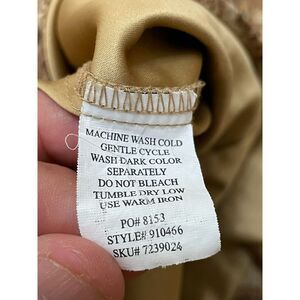 MACHINE WASH COLD
GENTLE CYCLE
WASH DARK COLOR
SEPARATELY
DO NOT BLEACH
TUMBLE DRY LOW
USE WARM IRON
PO# 8153
STYLE# 910466
SKU# 7239024